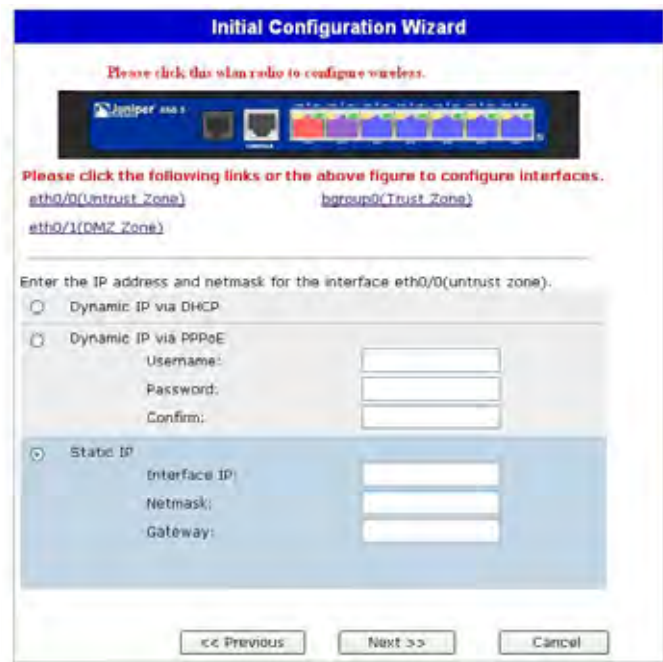 Initial Configuration Wizard
Please click this wlan radio to configure wireless.
Juniper SSG 5
CONSOLE
Please click the following links or the above figure to configure interfaces.
eth0/0(Untrust Zone) bgroup0(Trust Zone)
eth0/1(DMZ Zone)
Enter the IP address and netmask for the interface eth0/0(untrust zone).
Dynamic IP via DHCP
Dynamic IP via PPPoE
Username:
Password:
Confirm:
Static IP
Interface IP:
Netmask:
Gateway:
<< Previous Next >> Cancel